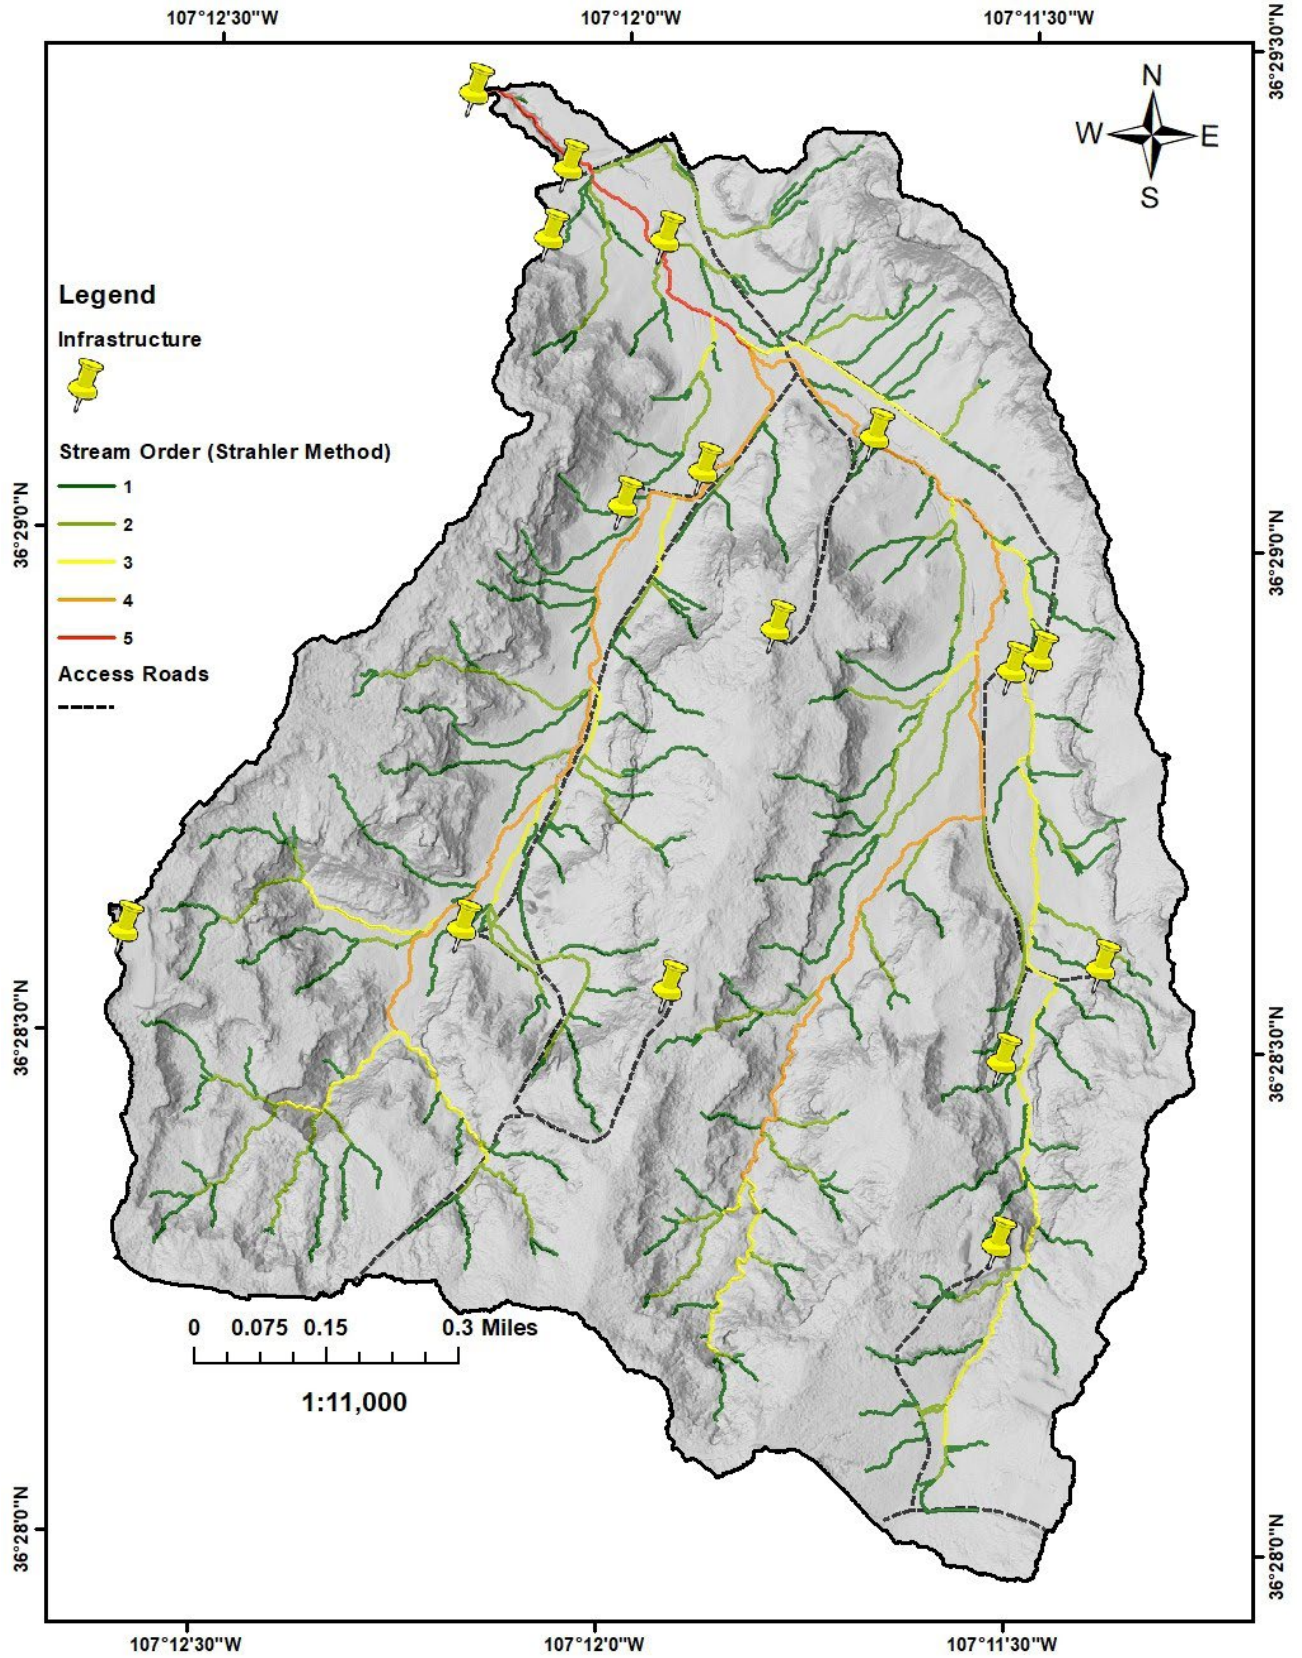 107°12'30"W 107°12'0"W 107°11'30"W
36°29'30"N
N
W E
S
Legend
Infrastructure
Stream Order (Strahler Method)
1
2
3
4
5
Access Roads
36°29'0"N
36°29'0"N
36°28'30"N
36°28'30"N
0 0.075 0.15 0.3 Miles
1:11,000
36°28'0"N
36°28'0"N
107°12'30"W 107°12'0"W 107°11'30"W